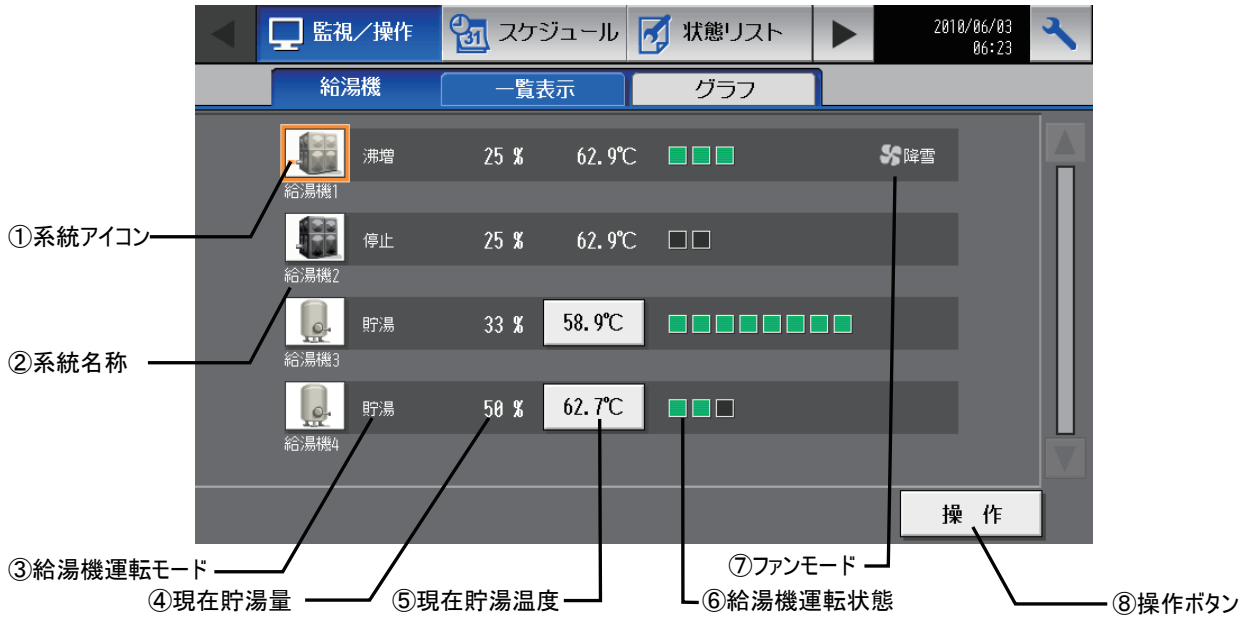 監視／操作
スケジュール
状態リスト
2010/06/03
06:23
31
給湯機
一覧表示
グラフ
沸増 25 % 62.9℃ 降雪
給湯機1
停止 25 % 62.9℃
給湯機2
貯湯 33 % 58.9℃
給湯機3
貯湯 50 % 62.7℃
給湯機4
操 作
①系統アイコン
②系統名称
③給湯機運転モード
④現在貯湯量
⑤現在貯湯温度
⑥給湯機運転状態
⑦ファンモード
⑧操作ボタン